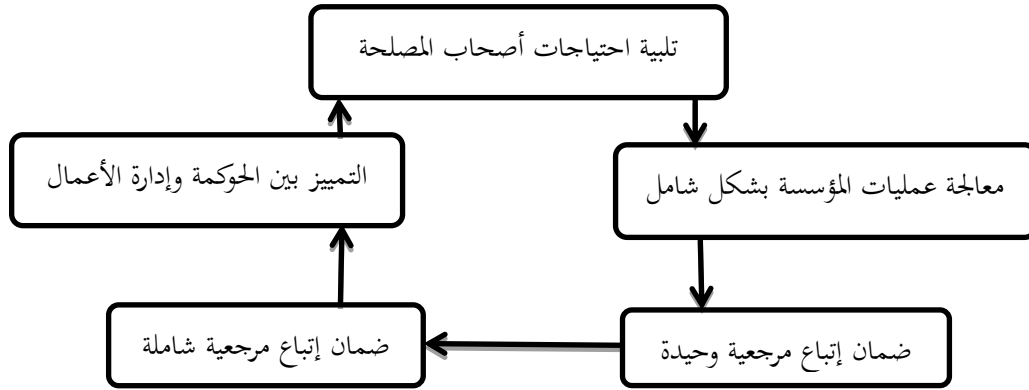 تلبية احتياجات أصحاب المصلحة
التمييز بين الحوكمة وإدارة الأعمال
معالجة عمليات المؤسسة بشكل شامل
ضمان إتباع مرجعية شاملة
ضمان إتباع مرجعية وحيدة